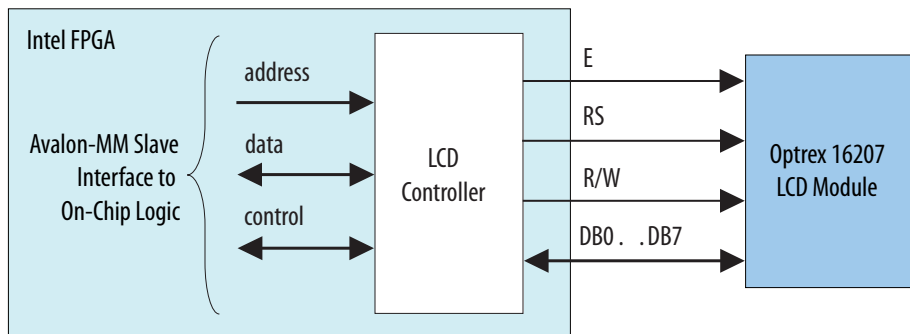 Intel FPGA
Avalon-MM Slave
Interface to
On-Chip Logic
address
data
control
LCD
Controller
E
RS
R/W
DB0 . . DB7
Optrex 16207
LCD Module